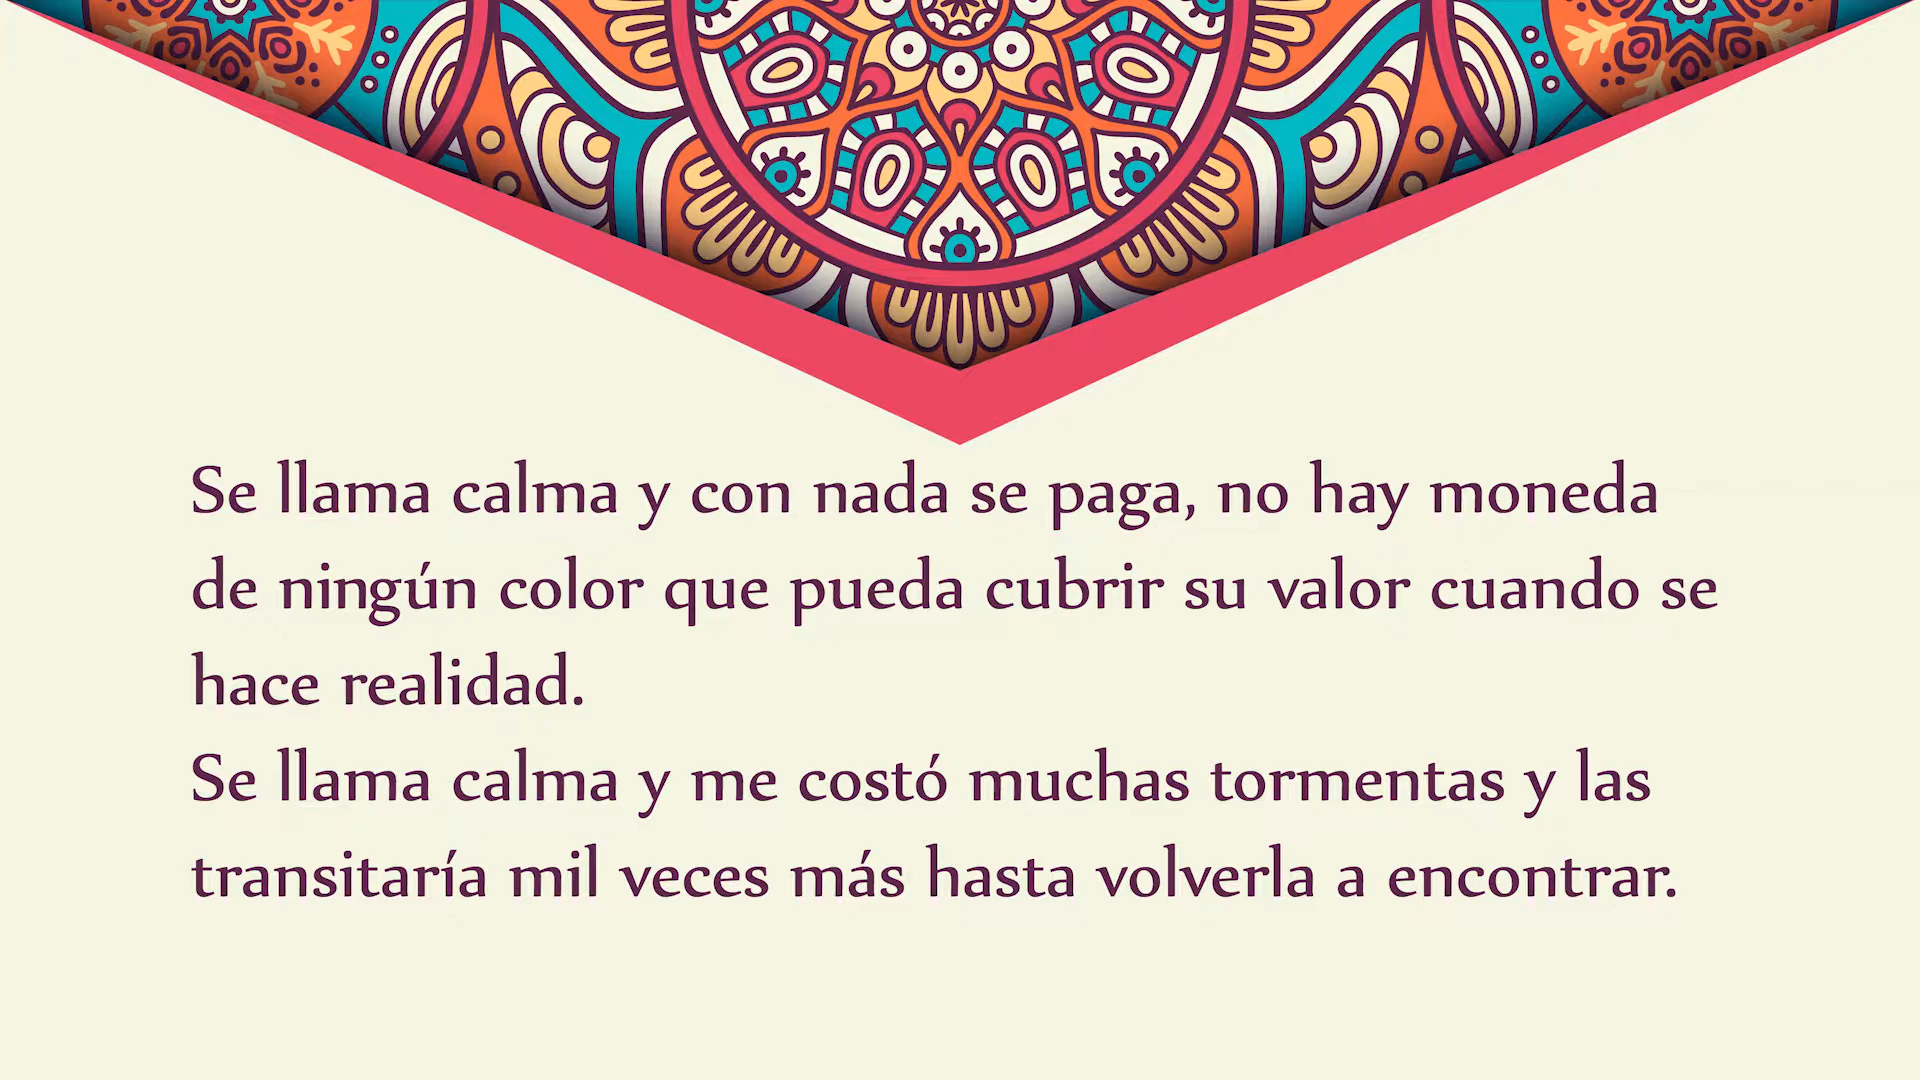 Se llama calma y con nada se paga, no hay moneda
de ningún color que pueda cubrir su valor cuando se
hace realidad.
Se llama calma y me costó muchas tormentas y las
transitaría mil veces más hasta volverla a encontrar.